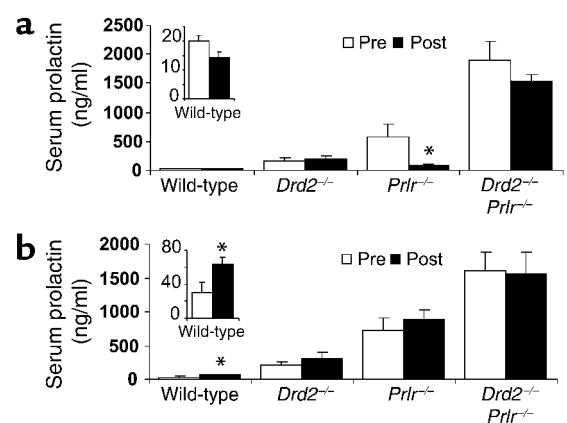 a
Serum prolactin
(ng/ml)
2500
2000
1500
1000
500
0
20
10
0
Wild-type
Pre Post
*
Wild-type Drd2–/– Prlr–/– Drd2–/–
Prlr–/–
b
Serum prolactin
(ng/ml)
2000
1500
1000
500
0
80
40
0
*
Wild-type
Pre Post
*
Wild-type Drd2–/– Prlr–/– Drd2–/–
Prlr–/–